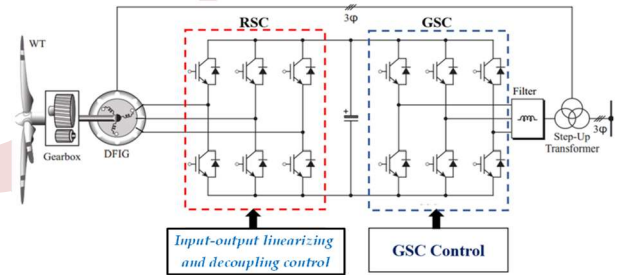 3φ
RSC
GSC
WT
Filter
Gearbox
DFIG
+
3φ
Step-Up
Transformer
Input-output linearizing
and decoupling control
GSC Control